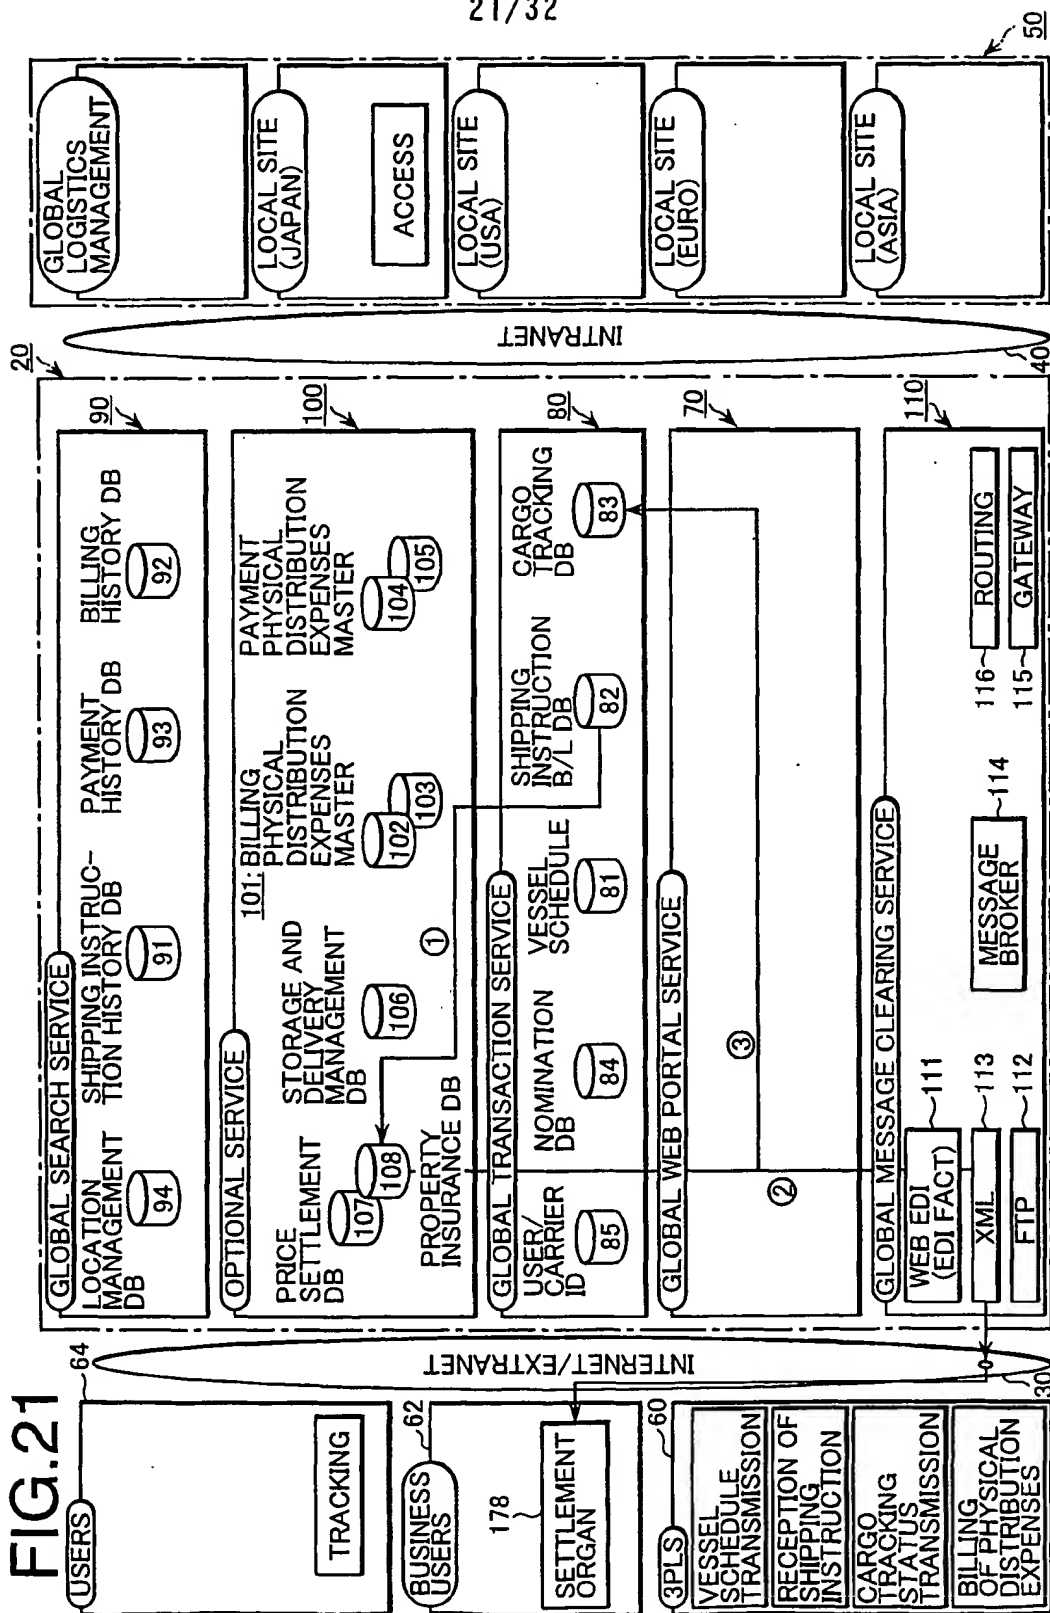 21/32
FIG.21
USERS
64
TRACKING
BUSINESS
USERS
62
178
SETTLEMENT
ORGAN
3PLS
60
VESSEL
SCHEDULE
TRANSMISSION
RECEPTION OF
SHIPPING
INSTRUCTION
CARGO
TRACKING
STATUS
TRANSMISSION
BILLING
OF PHYSICAL
DISTRIBUTION
EXPENSES
INTERNET/EXTRANET
30
20
GLOBAL SEARCH SERVICE
90
LOCATION
MANAGEMENT
DB
94
SHIPPING INSTRUC-
TION HISTORY DB
91
PAYMENT
HISTORY DB
93
BILLING
HISTORY DB
92
OPTIONAL SERVICE
100
PRICE
SETTLEMENT
DB
107
108
PROPERTY
INSURANCE DB
STORAGE AND
DELIVERY
MANAGEMENT
DB
106
①
101: BILLING
PHYSICAL
DISTRIBUTION
EXPENSES
MASTER
102
103
PAYMENT
PHYSICAL
DISTRIBUTION
EXPENSES
MASTER
104
105
GLOBAL TRANSACTION SERVICE
80
USER/
CARRIER
ID
85
NOMINATION
DB
84
VESSEL
SCHEDULE
81
SHIPPING
INSTRUCTION
B/L DB
82
CARGO
TRACKING
DB
83
GLOBAL WEB PORTAL SERVICE
70
②
③
GLOBAL MESSAGE CLEARING SERVICE
110
WEB EDI
(EDI FACT)
111
XML
113
FTP
112
MESSAGE
BROKER
114
ROUTING
116
GATEWAY
115
INTRANET
40
50
GLOBAL
LOGISTICS
MANAGEMENT
LOCAL SITE
(JAPAN)
ACCESS
LOCAL SITE
(USA)
LOCAL SITE
(EURO)
LOCAL SITE
(ASIA)